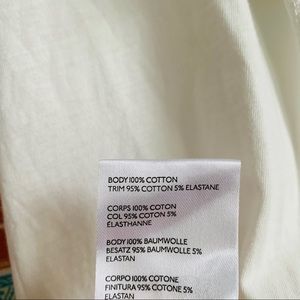 BODY 100% COTTON
TRIM 95% COTTON 5% ELASTANE
CORPS 100% COTON
COL 95% COTON 5%
ÉLASTHANNE
BODY 100% BAUMWOLLE
BESATZ 95% BAUMWOLLE 5%
ELASTAN
CORPO 100% COTONE
FINITURA 95% COTONE 5%
ELASTAN